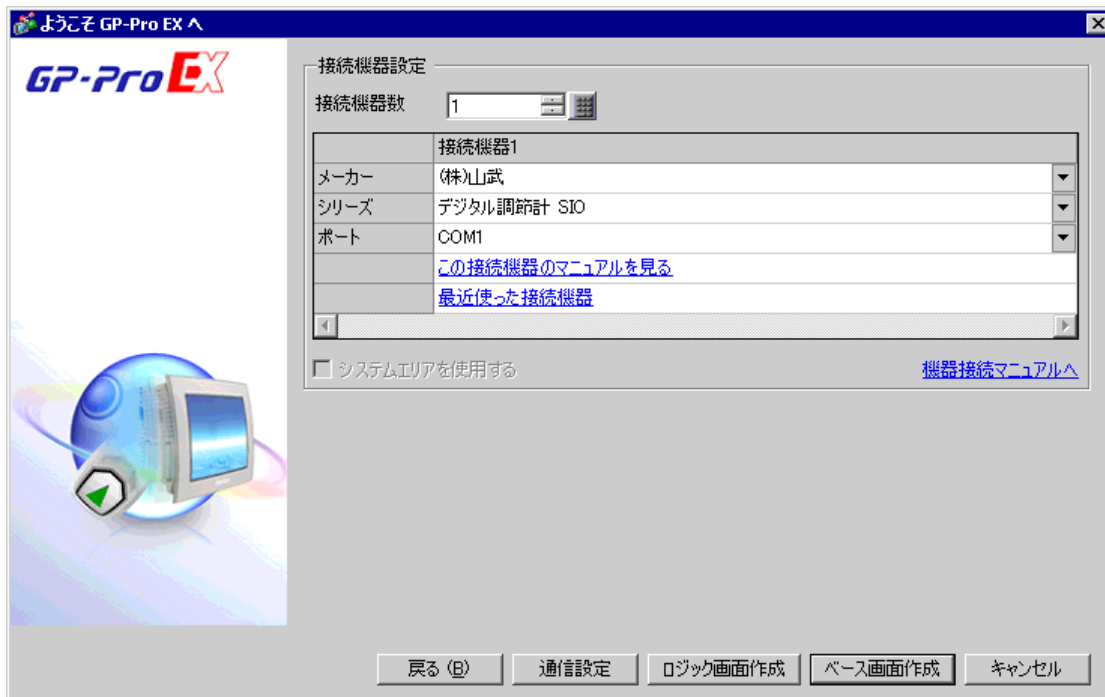 ようこそ GP-Pro EX へ
GP-Pro EX
接続機器設定
接続機器数 1
接続機器1
メーカー (株)山武
シリーズ デジタル調節計 SIO
ポート COM1
この接続機器のマニュアルを見る
最近使った接続機器
システムエリアを使用する 機器接続マニュアルへ
戻る (B) 通信設定 ロジック画面作成 ベース画面作成 キャンセル